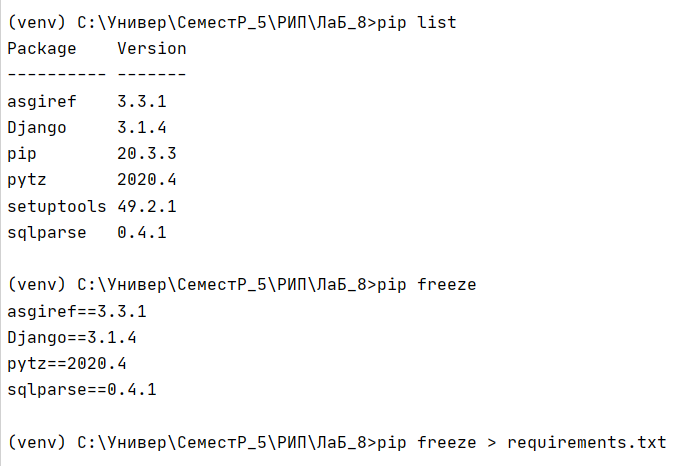 (venv) C:\Универ\СеместР_5\РИП\ЛаБ_8>pip list
Package    Version
---------- -------
asgiref    3.3.1
Django     3.1.4
pip        20.3.3
pytz       2020.4
setuptools 49.2.1
sqlparse   0.4.1
(venv) C:\Универ\СеместР_5\РИП\ЛаБ_8>pip freeze
asgiref==3.3.1
Django==3.1.4
pytz==2020.4
sqlparse==0.4.1
(venv) C:\Универ\СеместР_5\РИП\ЛаБ_8>pip freeze > requirements.txt